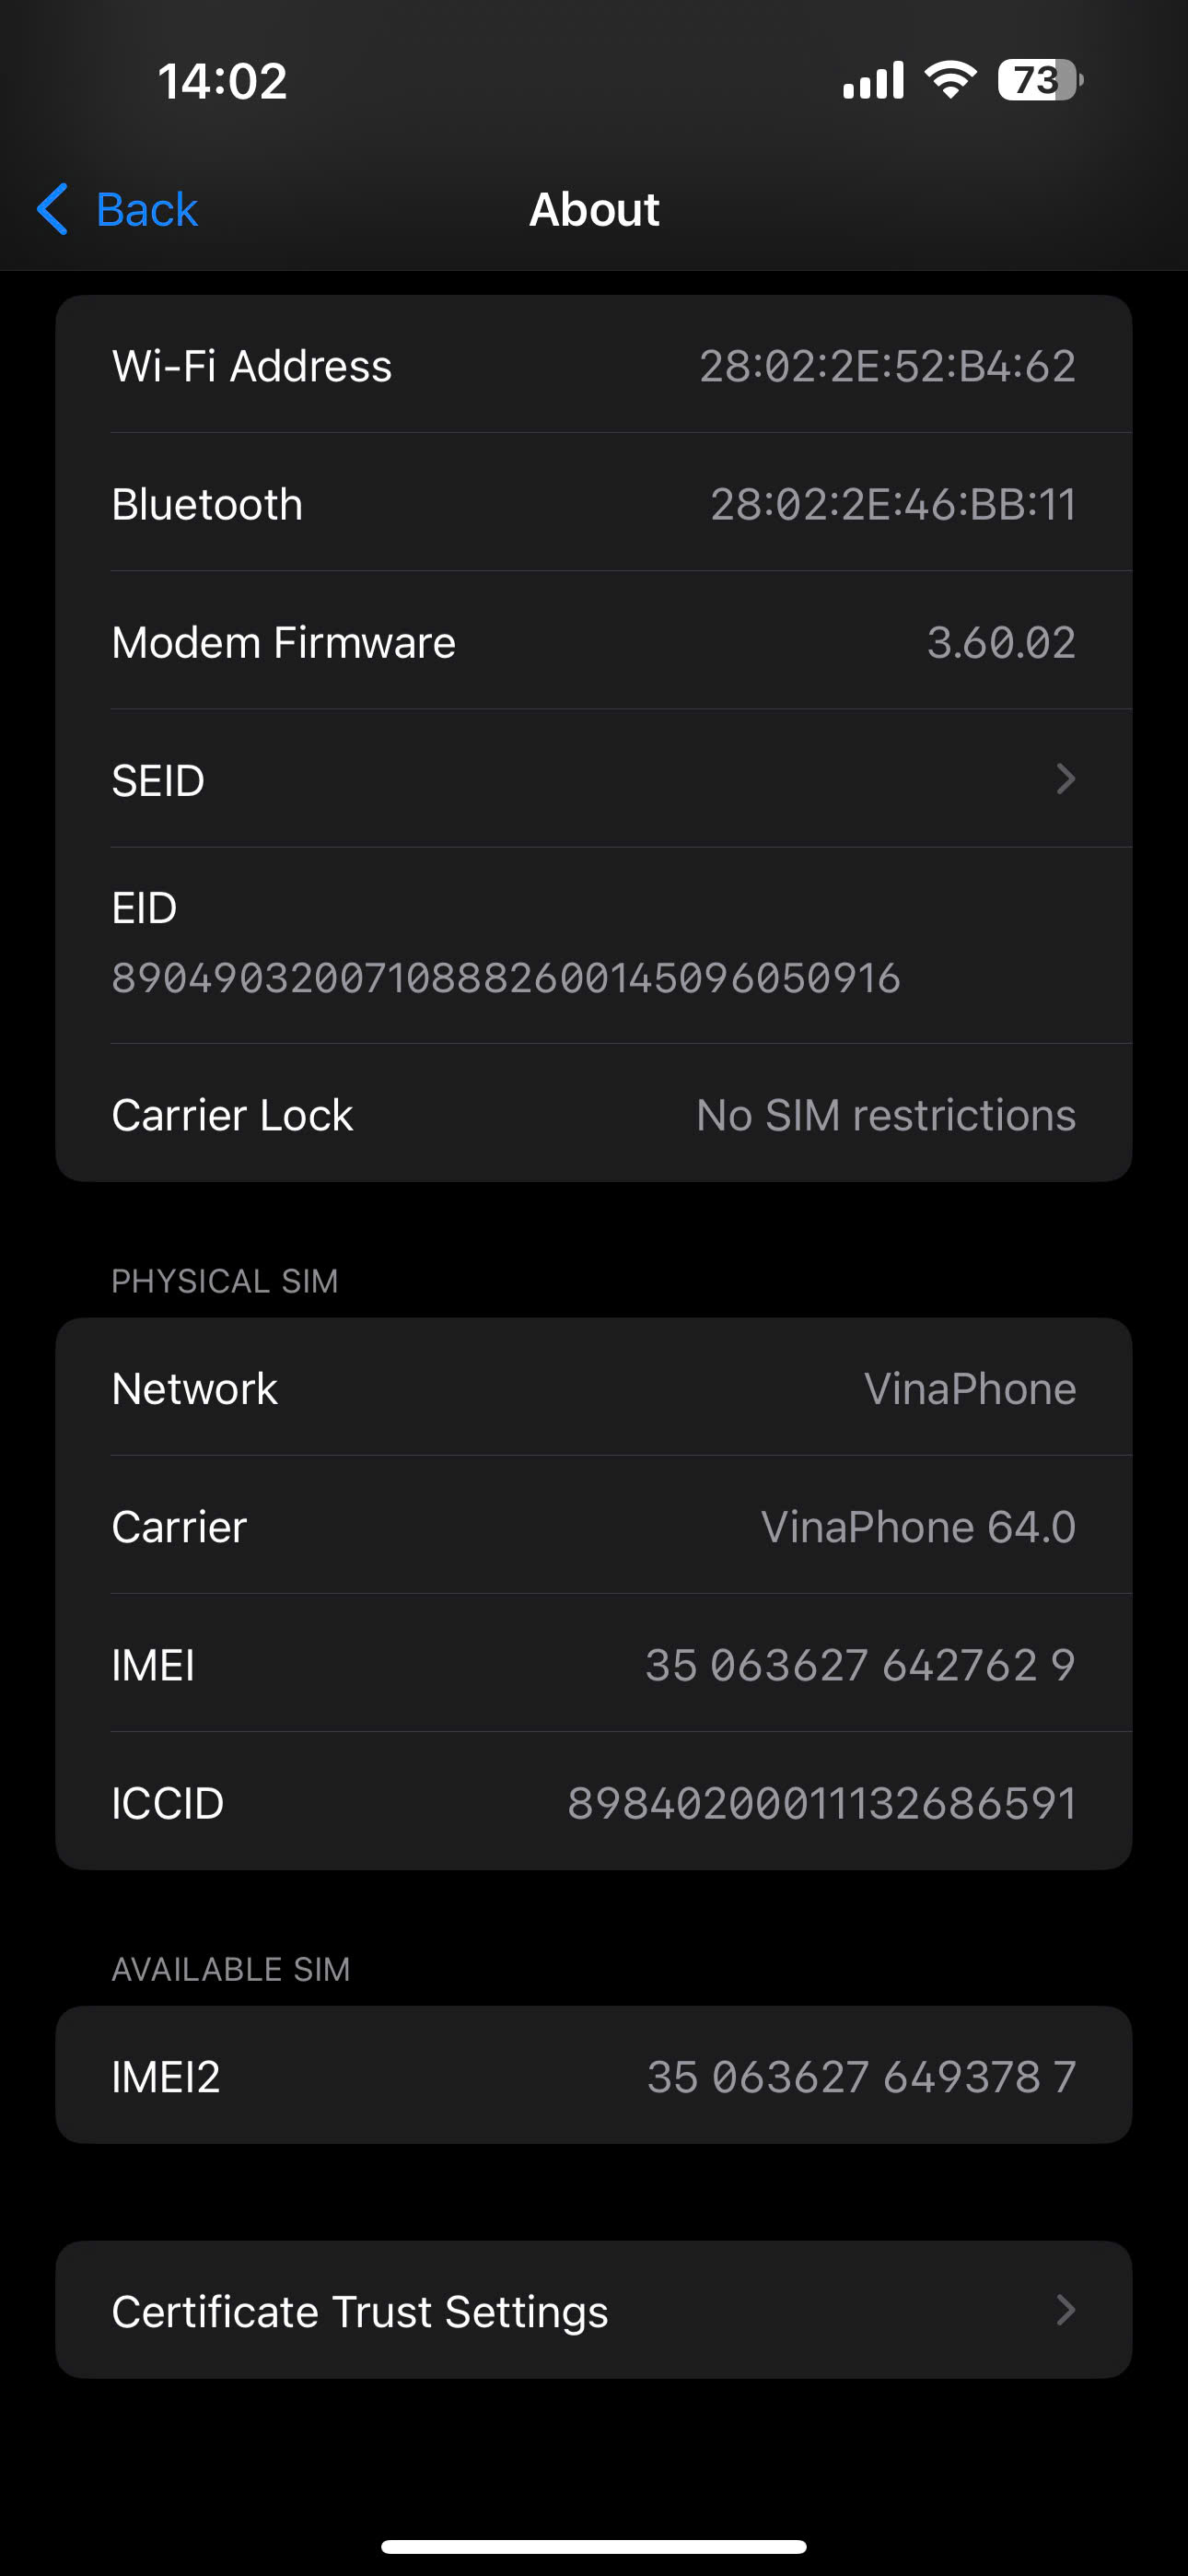 14:02
73
Back
About
Wi-Fi Address 28:02:2E:52:B4:62
Bluetooth 28:02:2E:46:BB:11
Modem Firmware 3.60.02
SEID
EID
89049032007108882600145096050916
Carrier Lock No SIM restrictions
PHYSICAL SIM
Network VinaPhone
Carrier VinaPhone 64.0
IMEI 35 063627 642762 9
ICCID 89840200011132686591
AVAILABLE SIM
IMEI2 35 063627 649378 7
Certificate Trust Settings